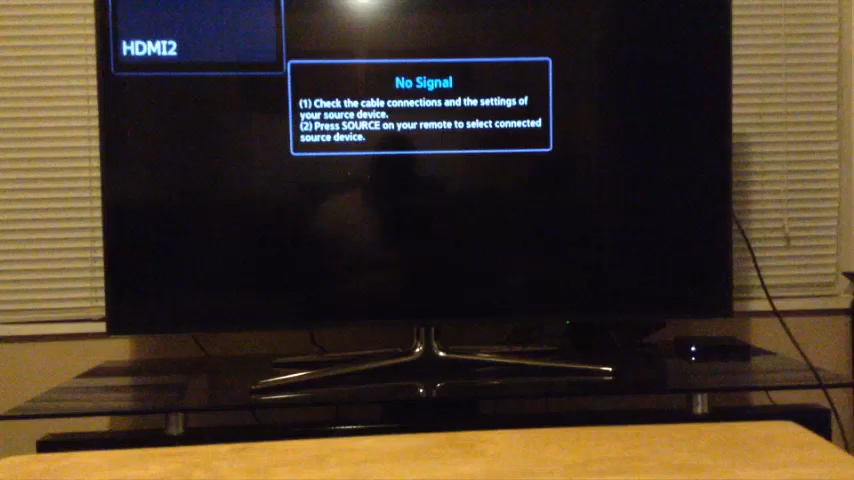 HDMI2
No Signal
(1) Check the cable connections and the settings of
your source device.
(2) Press SOURCE on your remote to select connected
source device.